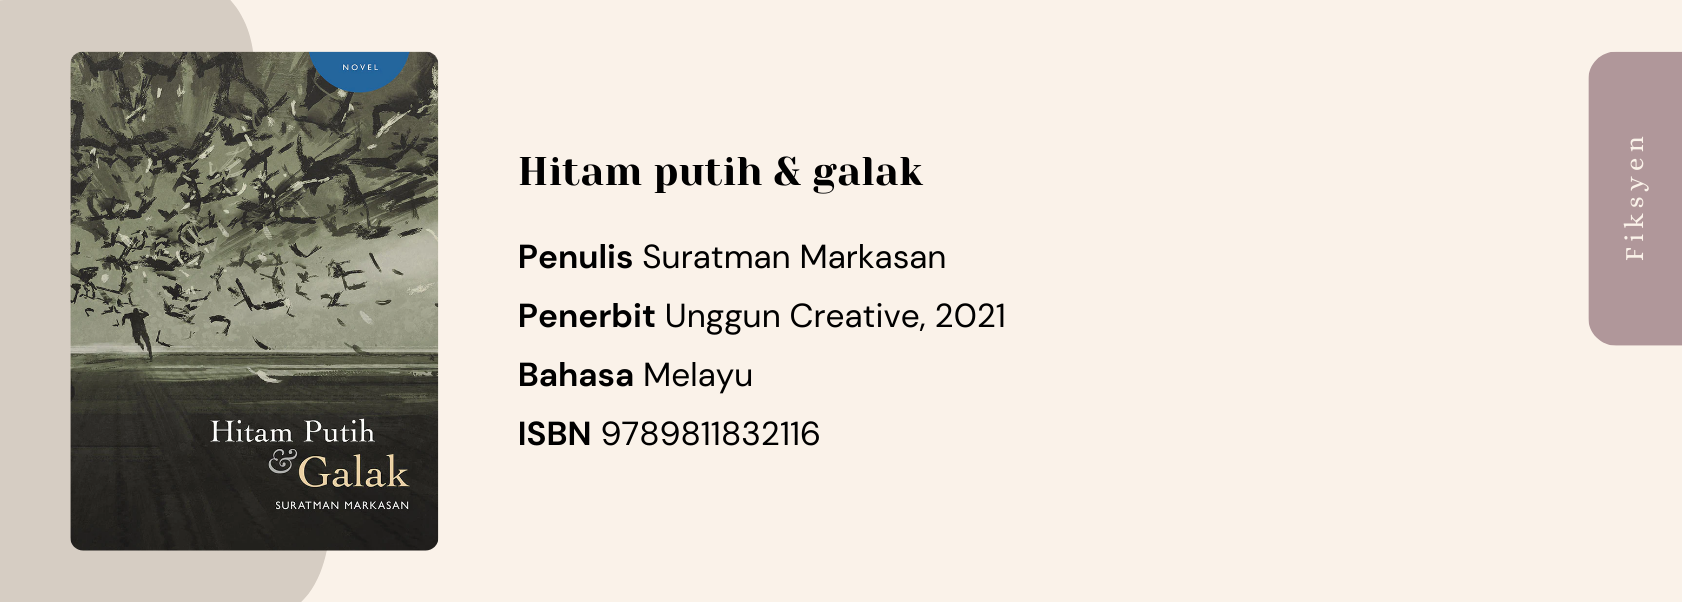 NOVEL
Hitam Putih
& Galak
SURATMAN MARKASAN
Hitam putih & galak
Penulis Suratman Markasan
Penerbit Unggun Creative, 2021
Bahasa Melayu
ISBN 9789811832116
Fiksyen